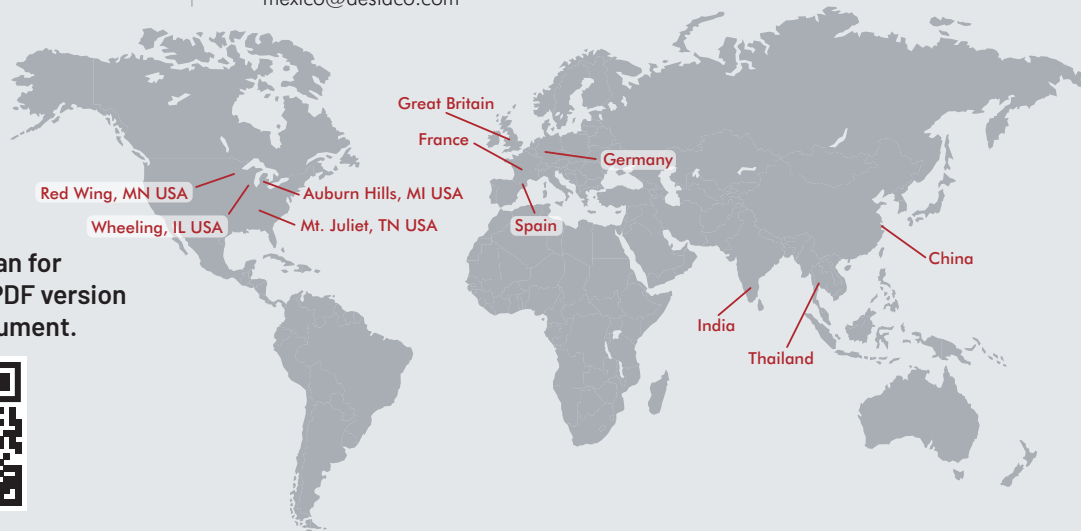 mexico@destaco.com
Great Britain
France
Germany
Red Wing, MN USA
Auburn Hills, MI USA
Wheeling, IL USA
Mt. Juliet, TN USA
Spain
China
an for
PDF version
ument.
India
Thailand